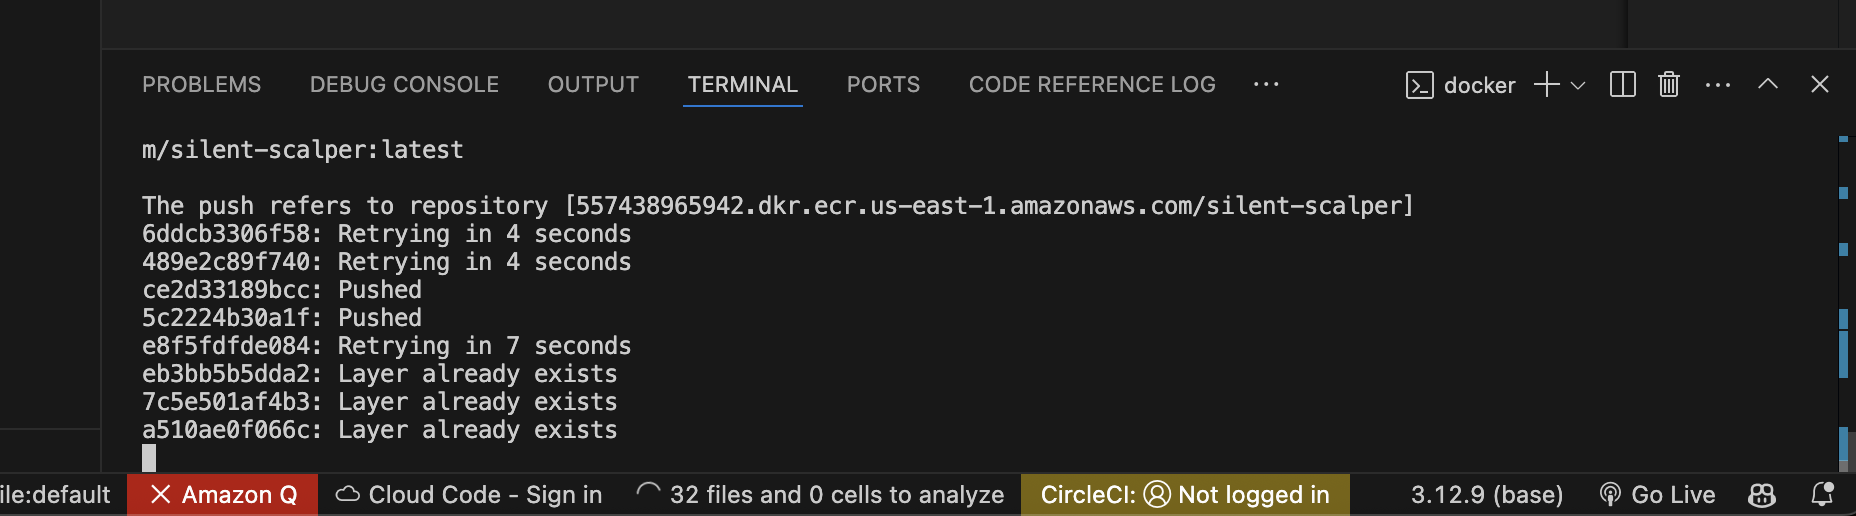 PROBLEMS DEBUG CONSOLE OUTPUT TERMINAL PORTS CODE REFERENCE LOG ··· docker
m/silent-scalper:latest
The push refers to repository [557438965942.dkr.ecr.us-east-1.amazonaws.com/silent-scalper]
6ddcb3306f58: Retrying in 4 seconds
489e2c89f740: Retrying in 4 seconds
ce2d33189bcc: Pushed
5c2224b30a1f: Pushed
e8f5fdfde084: Retrying in 7 seconds
eb3bb5b5dda2: Layer already exists
7c5e501af4b3: Layer already exists
a510ae0f066c: Layer already exists
ile:default Amazon Q Cloud Code - Sign in 32 files and 0 cells to analyze CircleCI: Not logged in 3.12.9 (base) Go Live